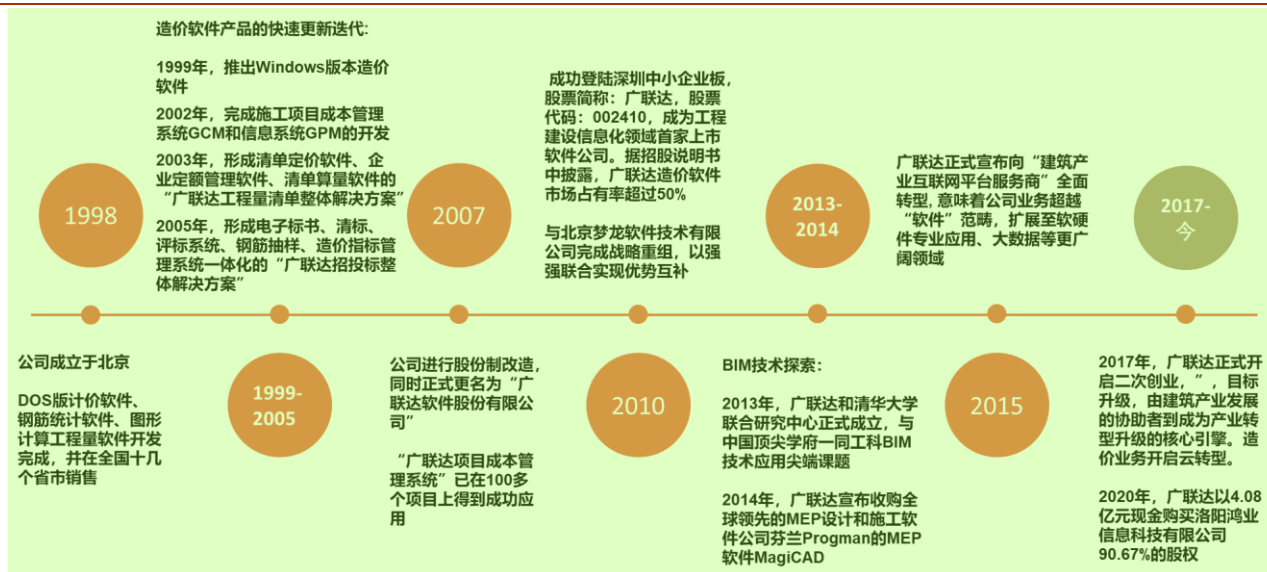 1998
公司成立于北京
DOS版计价软件、
钢筋统计软件、图形
计算工程量软件开发
完成，并在全国十几
个省市销售
造价软件产品的快速更新迭代：
1999年，推出Windows版本造价
软件
2002年，完成施工项目成本管理
系统GCM和信息系统GPM的开发
2003年，形成清单定价软件、企
业定额管理软件、清单算量软件的
“广联达工程量清单整体解决方案”
2005年，形成电子标书、清标、
评标系统、钢筋抽样、造价指标管
理系统一体化的“广联达招投标整
体解决方案”
1999-
2005
2007
公司进行股份制改造，
同时正式更名为“广
联达软件股份有限公
司”
“广联达项目成本管
理系统”已在100多
个项目上得到成功应
用
成功登陆深圳中小企业板，
股票简称：广联达，股票
代码：002410，成为工程
建设信息化领域首家上市
软件公司。据招股说明书
中披露，广联达造价软件
市场占有率超过50%
与北京梦龙软件技术有限
公司完成战略重组，以强
强联合实现优势互补
2010
2013-
2014
BIM技术探索：
2013年，广联达和清华大学
联合研究中心正式成立，与
中国顶尖学府一同工科BIM
技术应用尖端课题
2014年，广联达宣布收购全
球领先的MEP设计和施工软
件公司芬兰Progman的MEP
软件MagiCAD
广联达正式宣布向“建筑产
业互联网平台服务商”全面
转型, 意味着公司业务超越
“软件”范畴，扩展至软硬
件专业应用、大数据等更广
阔领域
2015
2017-
今
2017年，广联达正式开
启二次创业，”，目标
升级，由建筑产业发展
的协助者到成为产业转
型升级的核心引擎。造
价业务开启云转型。
2020年，广联达以4.08
亿元现金购买洛阳鸿业
信息科技有限公司
90.67%的股权